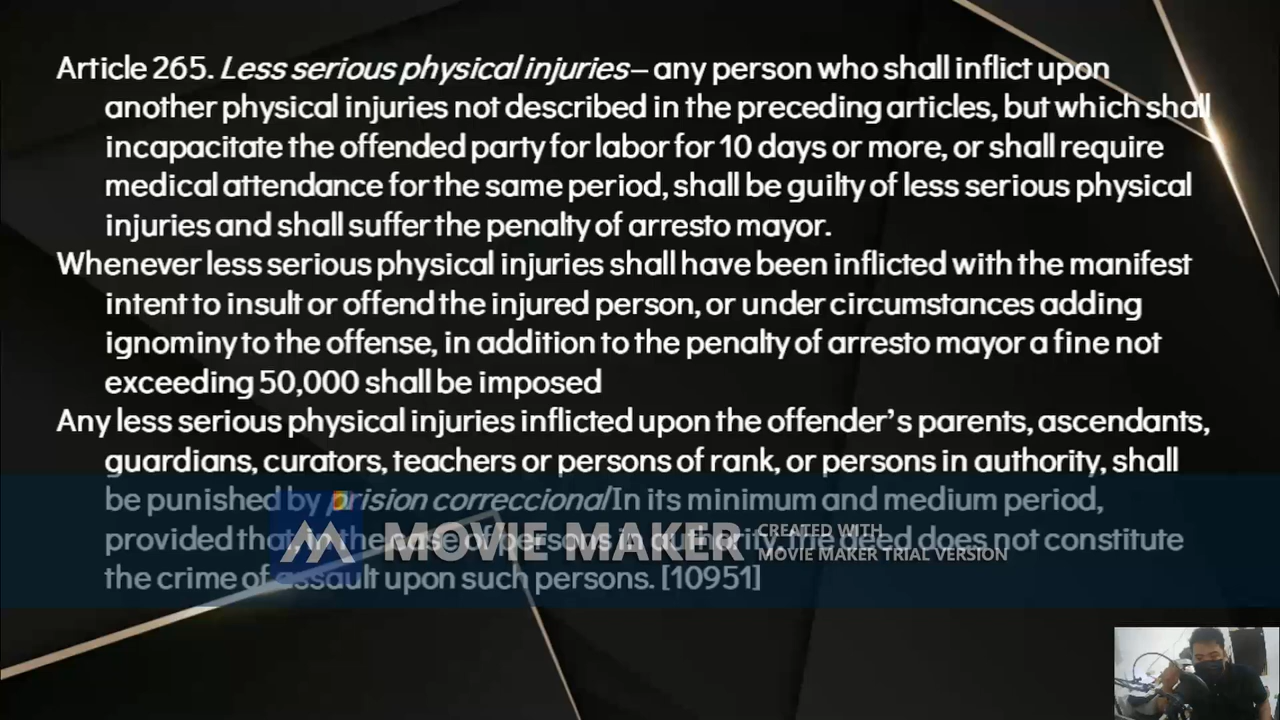 Article 265. Less serious physical injuries – any person who shall inflict upon
another physical injuries not described in the preceding articles, but which shall
incapacitate the offended party for labor for 10 days or more, or shall require
medical attendance for the same period, shall be guilty of less serious physical
injuries and shall suffer the penalty of arresto mayor.
Whenever less serious physical injuries shall have been inflicted with the manifest
intent to insult or offend the injured person, or under circumstances adding
ignominy to the offense, in addition to the penalty of arresto mayor a fine not
exceeding 50,000 shall be imposed
Any less serious physical injuries inflicted upon the offender's parents, ascendants,
guardians, curators, teachers or persons of rank, or persons in authority, shall
be punished by prision correccional In its minimum and medium period,
provided that, in the case of persons in authority, the deed does not constitute
the crime of assault upon such persons. [10951]
MOVIE MAKER
CREATED WITH
MOVIE MAKER TRIAL VERSION